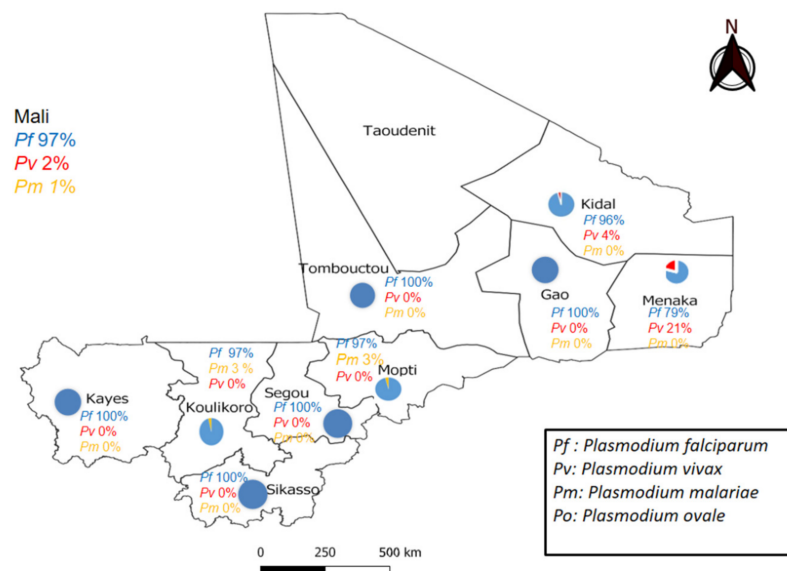 N
Mali
Pf 97%
Pv 2%
Pm 1%
Taoudenit
Kidal
Pf 96%
Pv 4%
Pm 0%
Tombouctou
Pf 100%
Pv 0%
Pm 0%
Gao
Pf 100%
Pv 0%
Pm 0%
Menaka
Pf 79%
Pv 21%
Pm 0%
Pf 97%
Pm 3%
Pv 0%
Mopti
Pf 97%
Pm 3 %
Pv 0%
Koulikoro
Segou
Pf 100%
Pv 0%
Pm 0%
Kayes
Pf 100%
Pv 0%
Pm 0%
Pf 100%
Pv 0%
Pm 0%
Sikasso
Pf : Plasmodium falciparum
Pv: Plasmodium vivax
Pm: Plasmodium malariae
Po: Plasmodium ovale
0 250 500 km